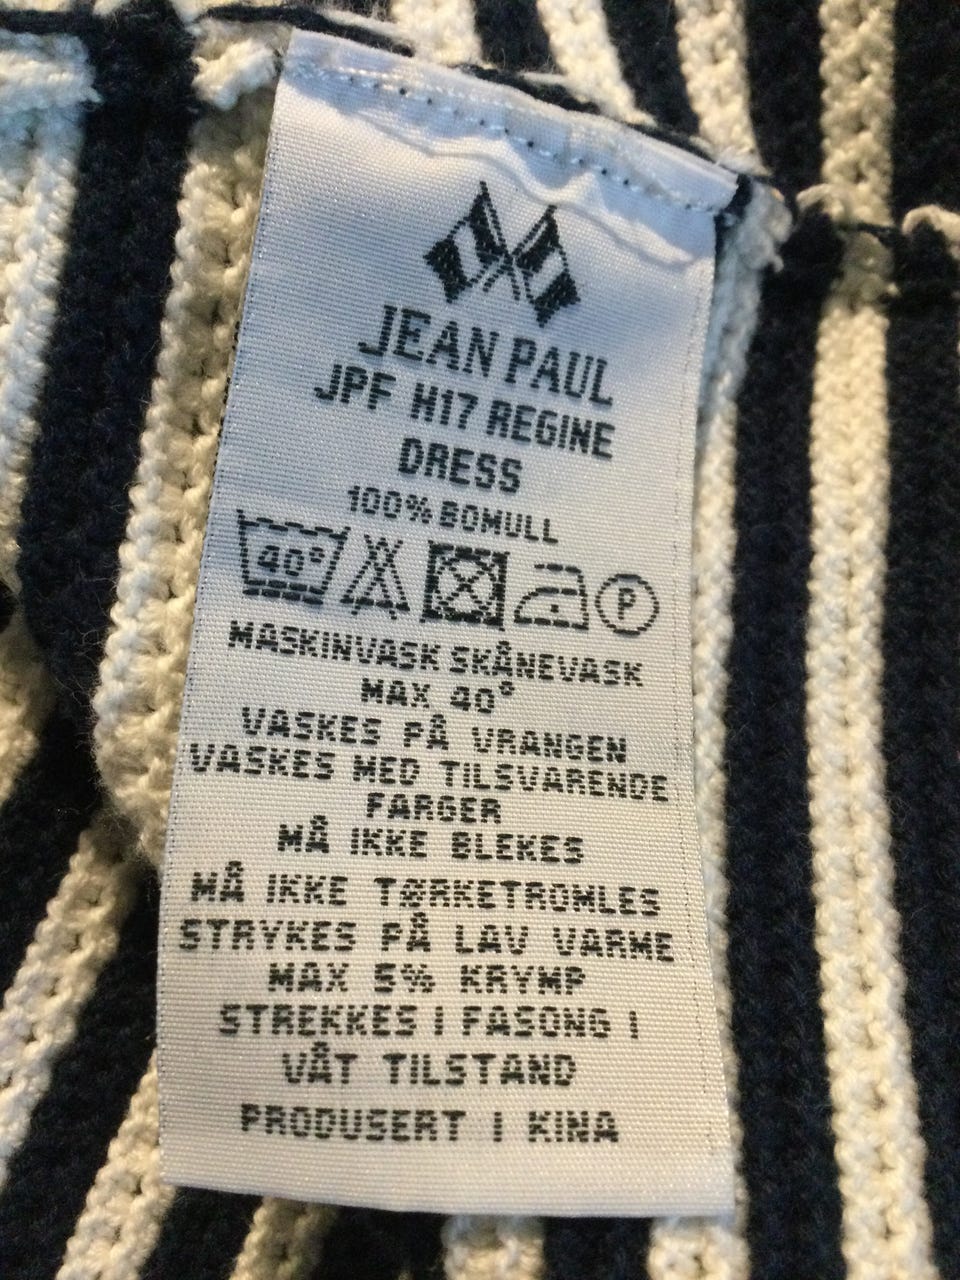 JEAN PAUL
JPF H17 REGINE
DRESS
100% BOMULL
40°
P
MASKINVASK SKÅNEVASK
MAX 40°
VASKES PÅ VRANGEN
VASKES MED TILSVARENDE
FARGER
MÅ IKKE BLEKES
MÅ IKKE TØRKETROMLES
STRYKES PÅ LAV VARME
MAX 5% KRYMP
STREKKES I FASONG I
VÅT TILSTAND
PRODUSERT I KINA